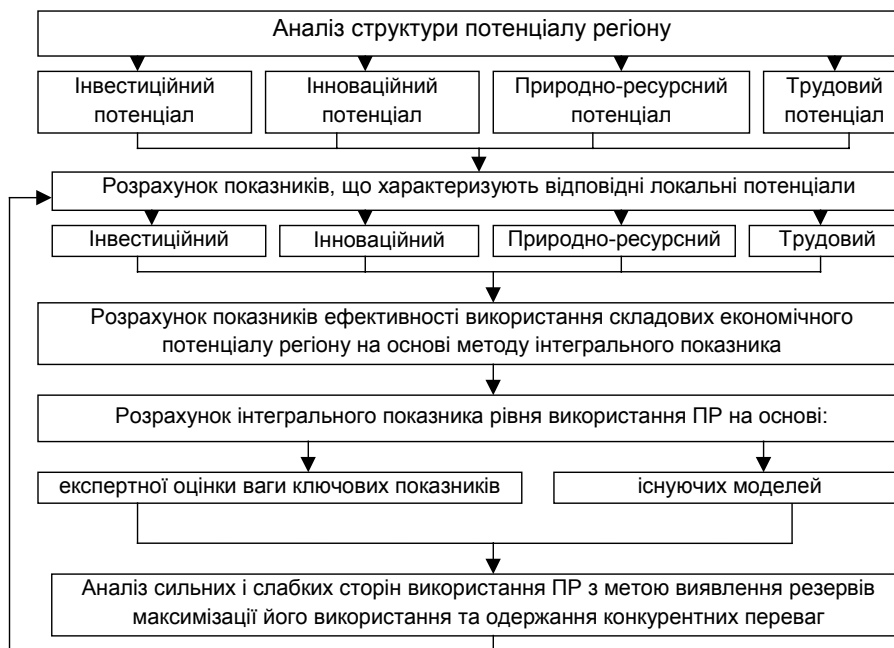 Аналіз структури потенціалу регіону
Інвестиційний
потенціал
Інноваційний
потенціал
Природно-ресурсний
потенціал
Трудовий
потенціал
Розрахунок показників, що характеризують відповідні локальні потенціали
Інвестиційний
Інноваційний
Природно-ресурсний
Трудовий
Розрахунок показників ефективності використання складових економічного
потенціалу регіону на основі методу інтегрального показника
Розрахунок інтегрального показника рівня використання ПР на основі:
експертної оцінки ваги ключових показників
існуючих моделей
Аналіз сильних і слабких сторін використання ПР з метою виявлення резервів
максимізації його використання та одержання конкурентних переваг